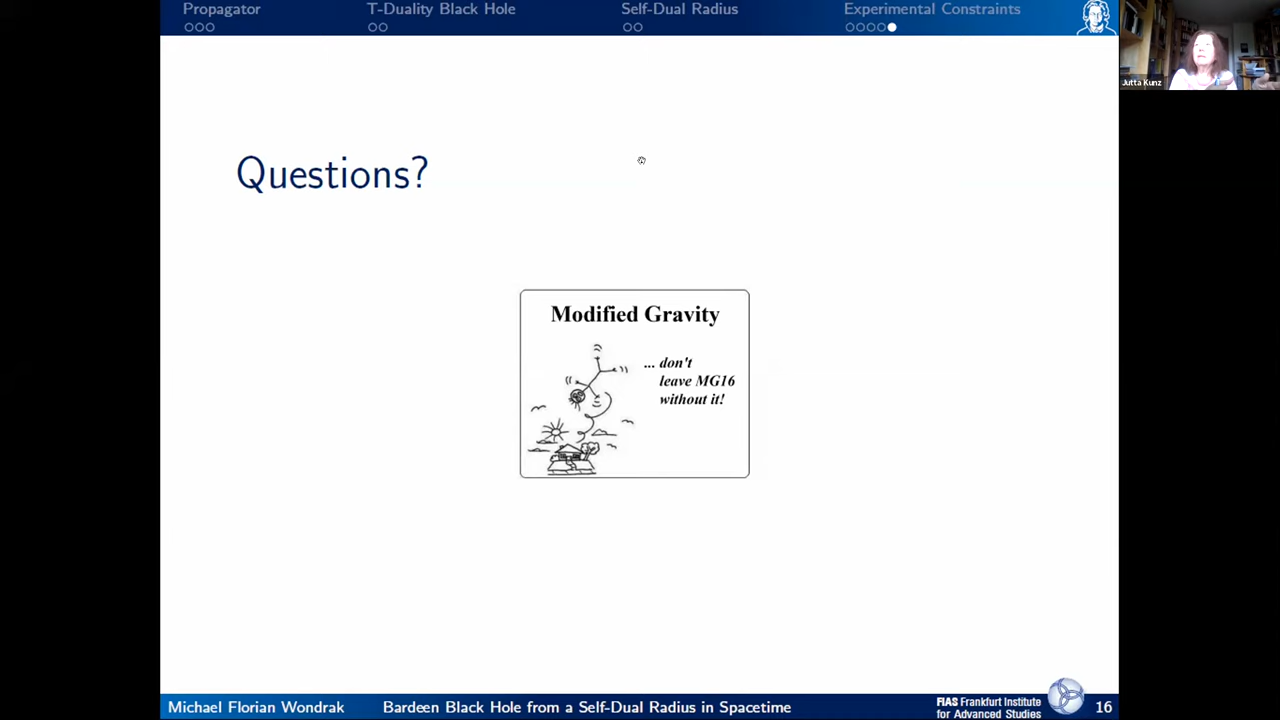 Propagator
T-Duality Black Hole
Self-Dual Radius
Experimental Constraints
Jutta Kunz
Questions?
Modified Gravity
... don't
leave MG16
without it!
Michael Florian Wondrak
Bardeen Black Hole from a Self-Dual Radius in Spacetime
FIAS Frankfurt Institute
for Advanced Studies
16